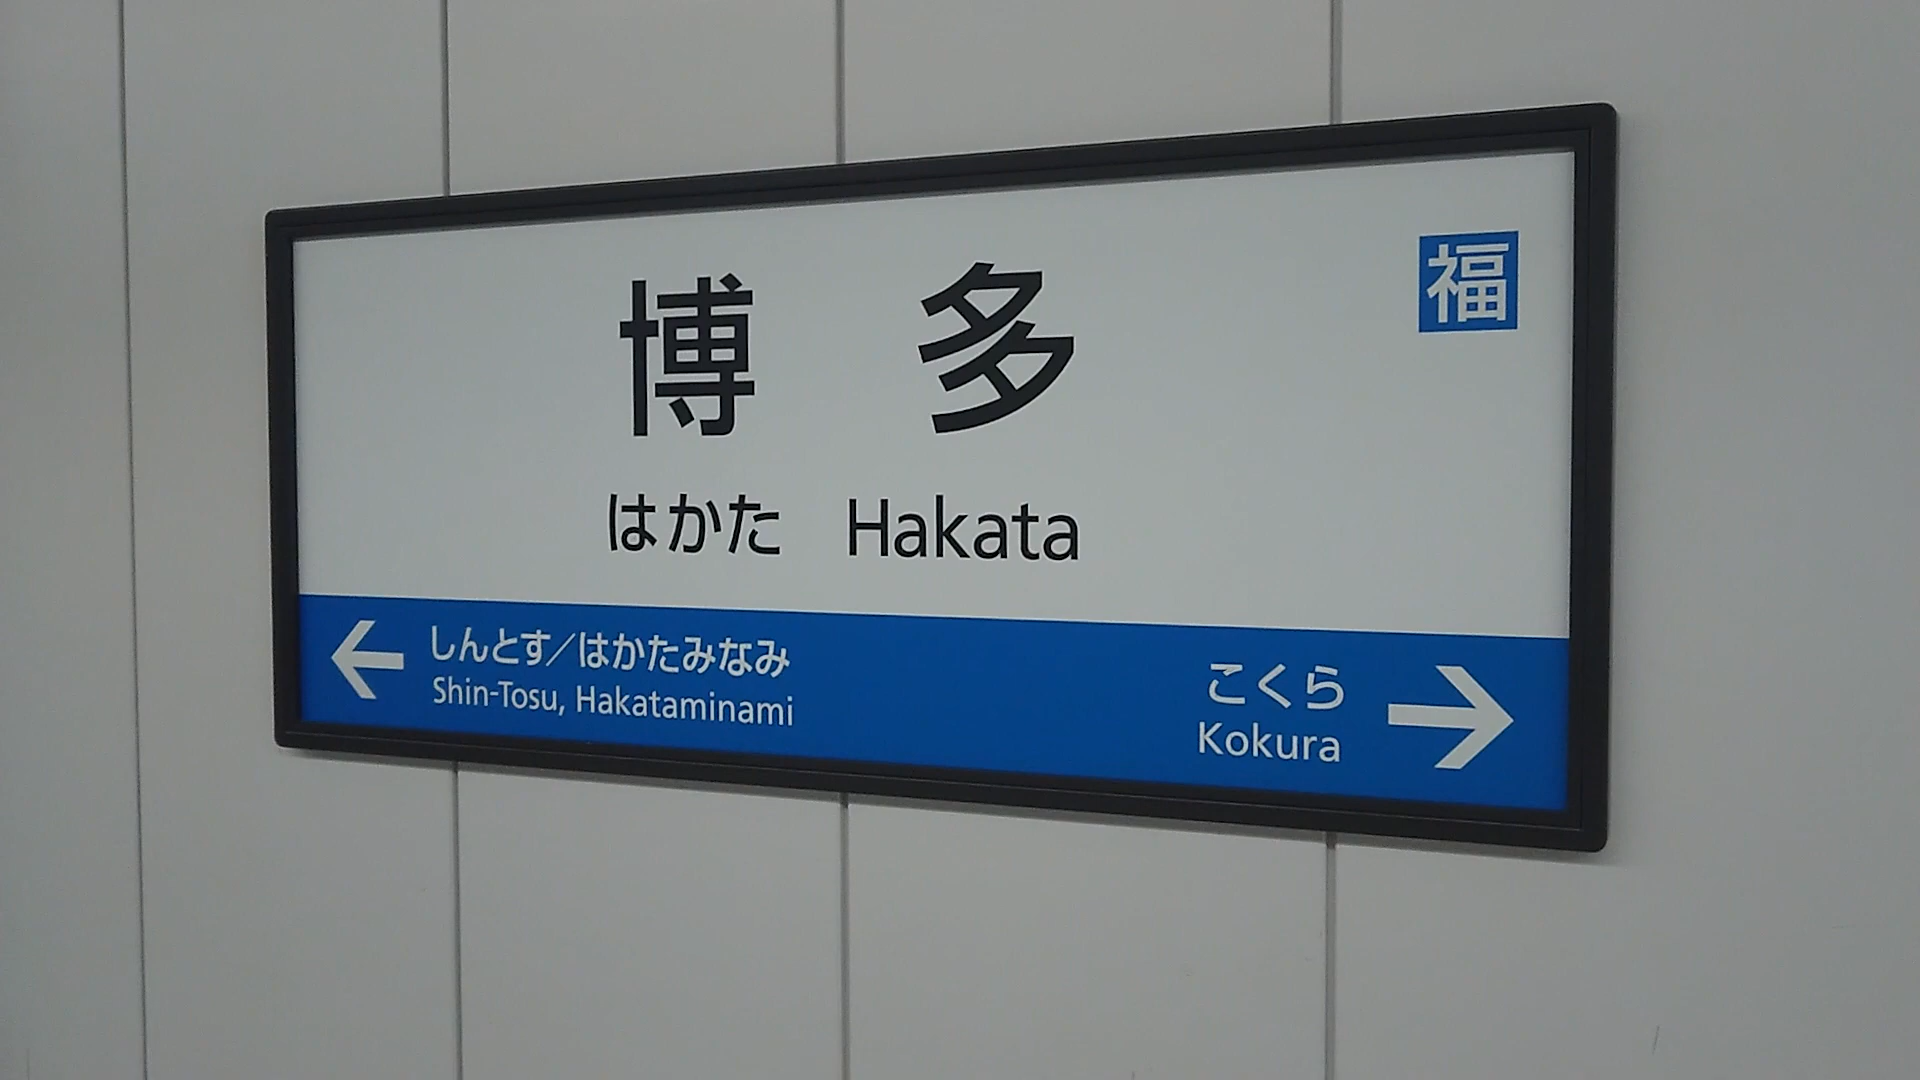 福
博多
はかた Hakata
しんとす/はかたみなみ
Shin-Tosu, Hakataminami
こくら
Kokura